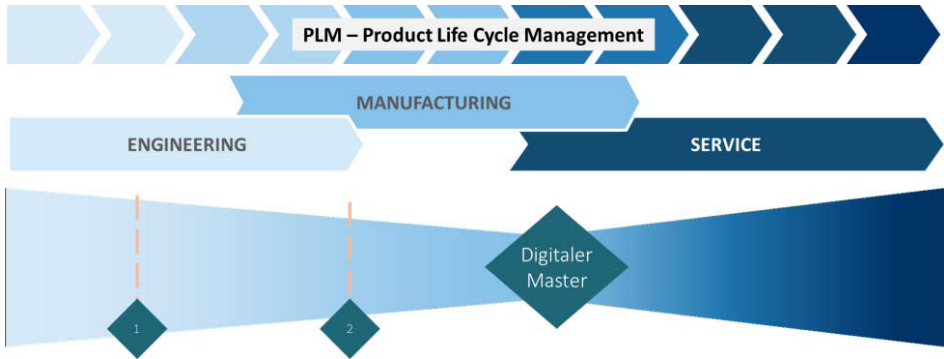 PLM – Product Life Cycle Management
MANUFACTURING
ENGINEERING
SERVICE
Digitaler
Master
1
2